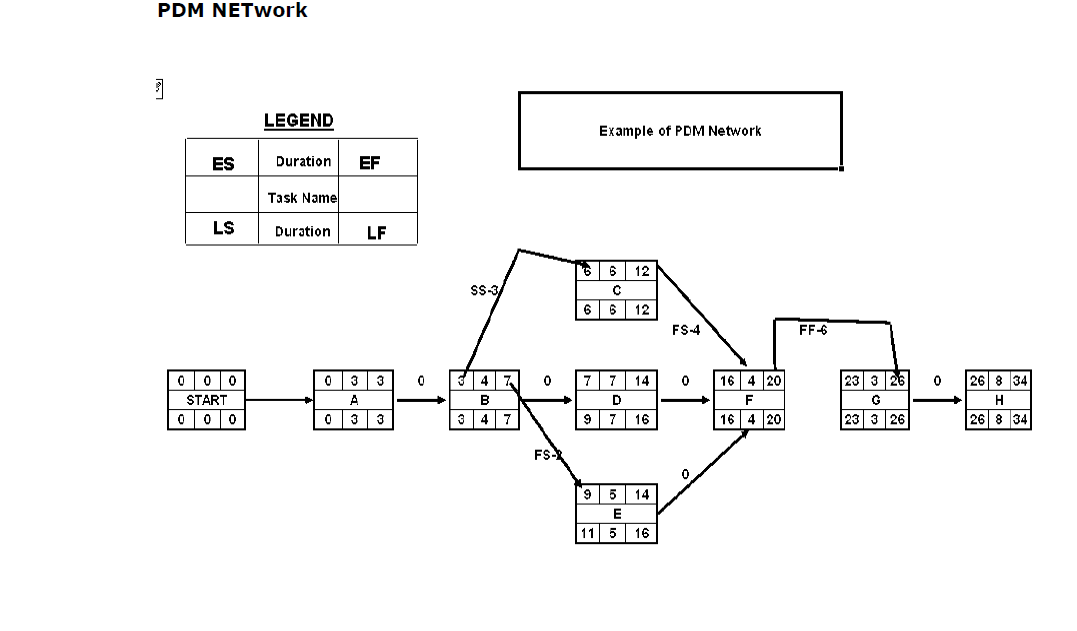 PDM NETwork
LEGEND
Example of PDM Network
ES Duration EF
Task Name
LS Duration LF
SS-3
6 6 12
C
6 6 12
FS-4
FF-6
0 0 0
START
0 0 0
0 3 3
A
0 3 3
0
3 4 7
B
3 4 7
0
7 7 14
D
9 7 16
0
16 4 20
F
16 4 20
23 3 26
G
23 3 26
0
26 8 34
H
26 8 34
FS-2
0
9 5 14
E
11 5 16